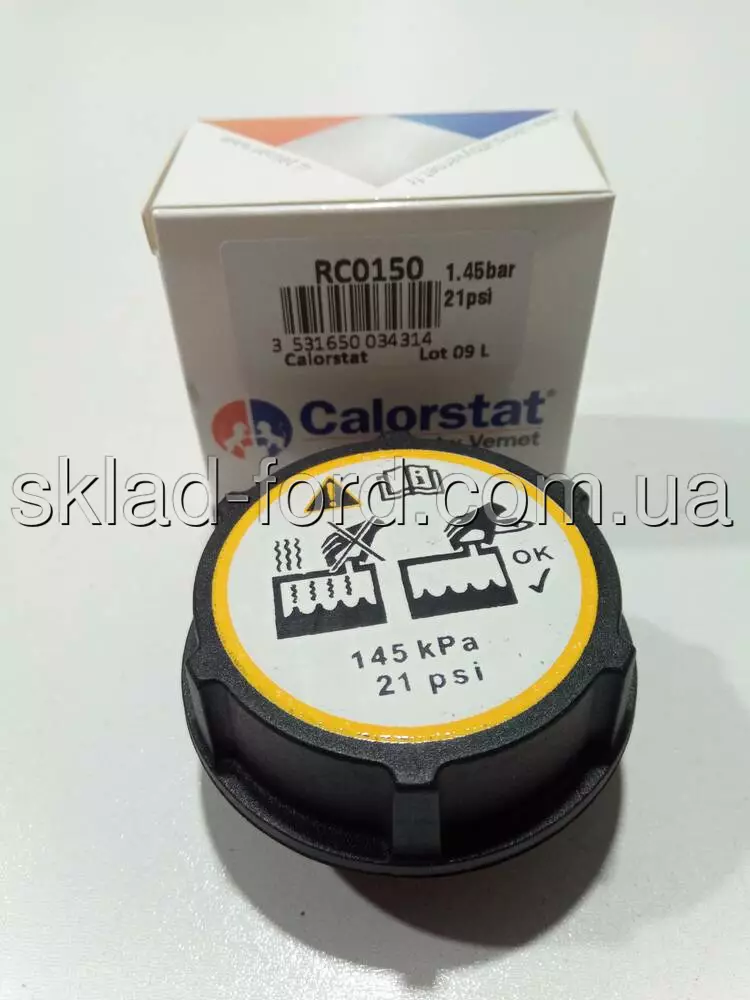 RC0150
1.45bar
21psi
3 531650 034314
Calorstat
Lot 09 L
Calorstat®
by Vernet
sklad-ford.com.ua
OK
145 kPa
21 psi